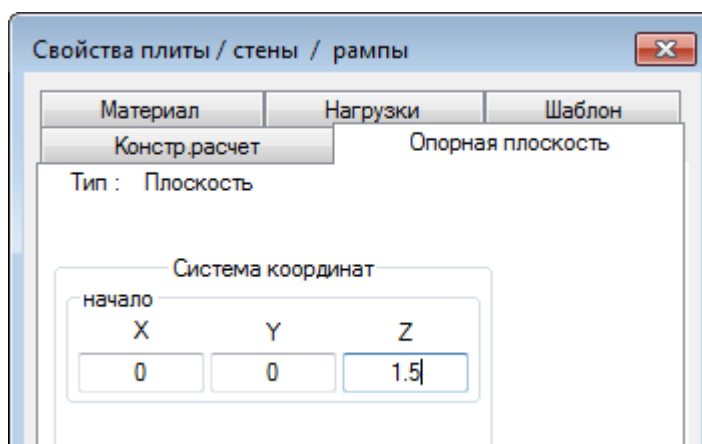 Свойства плиты / стены / рампы
Материал Нагрузки Шаблон
Констр.расчет Опорная плоскость
Тип : Плоскость
Система координат
начало
X Y Z
0 0 1.5